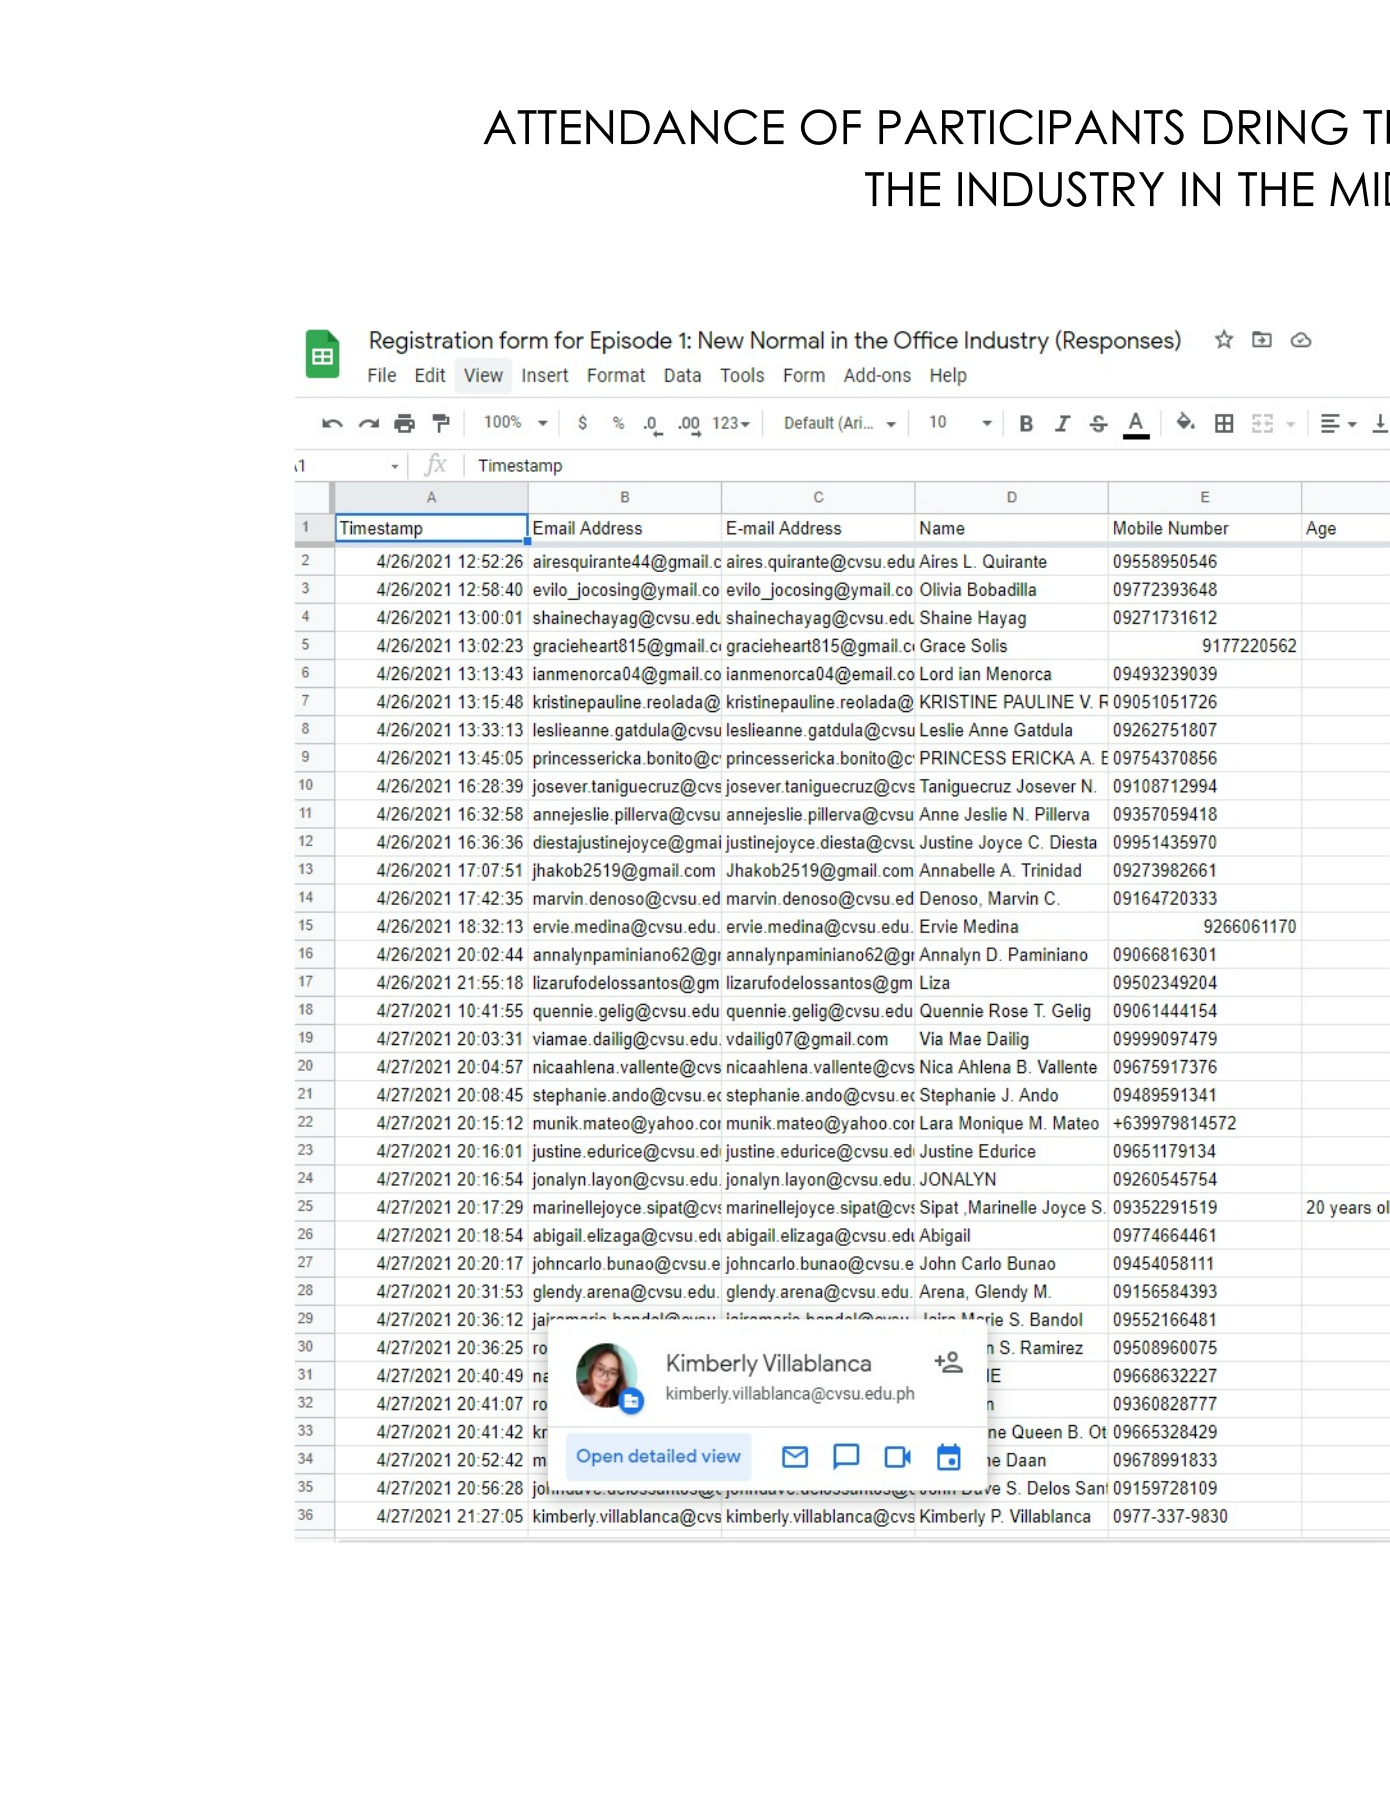 ATTENDANCE OF PARTICIPANTS DRING
THE INDUSTRY IN THE
Registration form for Episode 1: New Normal in the Office Industry (Responses)
File Edit View Insert Format Data Tools Form Add-ons Help
100% $ % .0 .00 123 Default (Ari... 10 B I S A
fx Timestamp
A B C D E
1 Timestamp Email Address E-mail Address Name Mobile Number Age
2 4/26/2021 12:52:26 airesquirante44@gmail.c aires.quirante@cvsu.edu Aires L. Quirante 09558950546
3 4/26/2021 12:58:40 evilo_jocosing@ymail.co evilo_jocosing@ymail.co Olivia Bobadilla 09772393648
4 4/26/2021 13:00:01 shainechayag@cvsu.edu shainechayag@cvsu.edu Shaine Hayag 09271731612
5 4/26/2021 13:02:23 gracieheart815@gmail.c gracieheart815@gmail.c Grace Solis 9177220562
6 4/26/2021 13:13:43 ianmenorca04@gmail.co ianmenorca04@email.co Lord ian Menorca 09493239039
7 4/26/2021 13:15:48 kristinepauline.reolada@ kristinepauline.reolada@ KRISTINE PAULINE V. R 09051051726
8 4/26/2021 13:33:13 leslieanne.gatdula@cvsu leslieanne.gatdula@cvsu Leslie Anne Gatdula 09262751807
9 4/26/2021 13:45:05 princessericka.bonito@c princessericka.bonito@c PRINCESS ERICKA A. 09754370856
10 4/26/2021 16:28:39 josever.taniguecruz@cvs josever.taniguecruz@cvs Taniguecruz Josever N. 09108712994
11 4/26/2021 16:32:58 annejeslie.pillerva@cvsu annejeslie.pillerva@cvsu Anne Jeslie N. Pillerva 09357059418
12 4/26/2021 16:36:36 diestajustinejoyce@gmai justinejoyce.diesta@cvsu Justine Joyce C. Diesta 09951435970
13 4/26/2021 17:07:51 jhakob2519@gmail.com Jhakob2519@gmail.com Annabelle A. Trinidad 09273982661
14 4/26/2021 17:42:35 marvin.denoso@cvsu.ed marvin.denoso@cvsu.ed Denoso, Marvin C. 09164720333
15 4/26/2021 18:32:13 ervie.medina@cvsu.edu. ervie.medina@cvsu.edu. Ervie Medina 9266061170
16 4/26/2021 20:02:44 annalynpaminiano62@g annalynpaminiano62@g Annalyn D. Paminiano 09066816301
17 4/26/2021 21:55:18 lizarufodelossantos@gm lizarufodelossantos@gm Liza 09502349204
18 4/27/2021 10:41:55 quennie.gelig@cvsu.edu quennie.gelig@cvsu.edu Quennie Rose T. Gelig 09061444154
19 4/27/2021 20:03:31 viamae.dailig@cvsu.edu. vdailig07@gmail.com Via Mae Dailig 09999097479
20 4/27/2021 20:04:57 nicaahlena.vallente@cvs nicaahlena.vallente@cvs Nica Ahlena B. Vallente 09675917376
21 4/27/2021 20:08:45 stephanie.ando@cvsu.ec stephanie.ando@cvsu.ec Stephanie J. Ando 09489591341
22 4/27/2021 20:15:12 munik.mateo@yahoo.cor munik.mateo@yahoo.cor Lara Monique M. Mateo +639979814572
23 4/27/2021 20:16:01 justine.edurice@cvsu.ed justine.edurice@cvsu.ed Justine Edurice 09651179134
24 4/27/2021 20:16:54 jonalyn.layon@cvsu.edu. jonalyn.layon@cvsu.edu. JONALYN 09260545754
25 4/27/2021 20:17:29 marinellejoyce.sipat@cvs marinellejoyce.sipat@cvs Sipat ,Marinelle Joyce S. 09352291519 20 years ol
26 4/27/2021 20:18:54 abigail.elizaga@cvsu.edu abigail.elizaga@cvsu.edu Abigail 09774664461
27 4/27/2021 20:20:17 johncarlo.bunao@cvsu.e johncarlo.bunao@cvsu.e John Carlo Bunao 09454058111
28 4/27/2021 20:31:53 glendy.arena@cvsu.edu. glendy.arena@cvsu.edu. Arena, Glendy M. 09156584393
29 4/27/2021 20:36:12 S. Bandol 09552166481
30 4/27/2021 20:36:25 ro n S. Ramirez 09508960075
31 4/27/2021 20:40:49 na 09668632227
32 4/27/2021 20:41:07 ro n 09360828777
33 4/27/2021 20:41:42 kr ne Queen B. Ot 09665328429
34 4/27/2021 20:52:42 Daan 09678991833
35 4/27/2021 20:56:28 S. Delos San 09159728109
36 4/27/2021 21:27:05 kimberly.villablanca@cvs kimberly.villablanca@cvs Kimberly P. Villablanca 0977-337-9830
Kimberly Villablanca
kimberly.villablanca@cvsu.edu.ph
Open detailed view